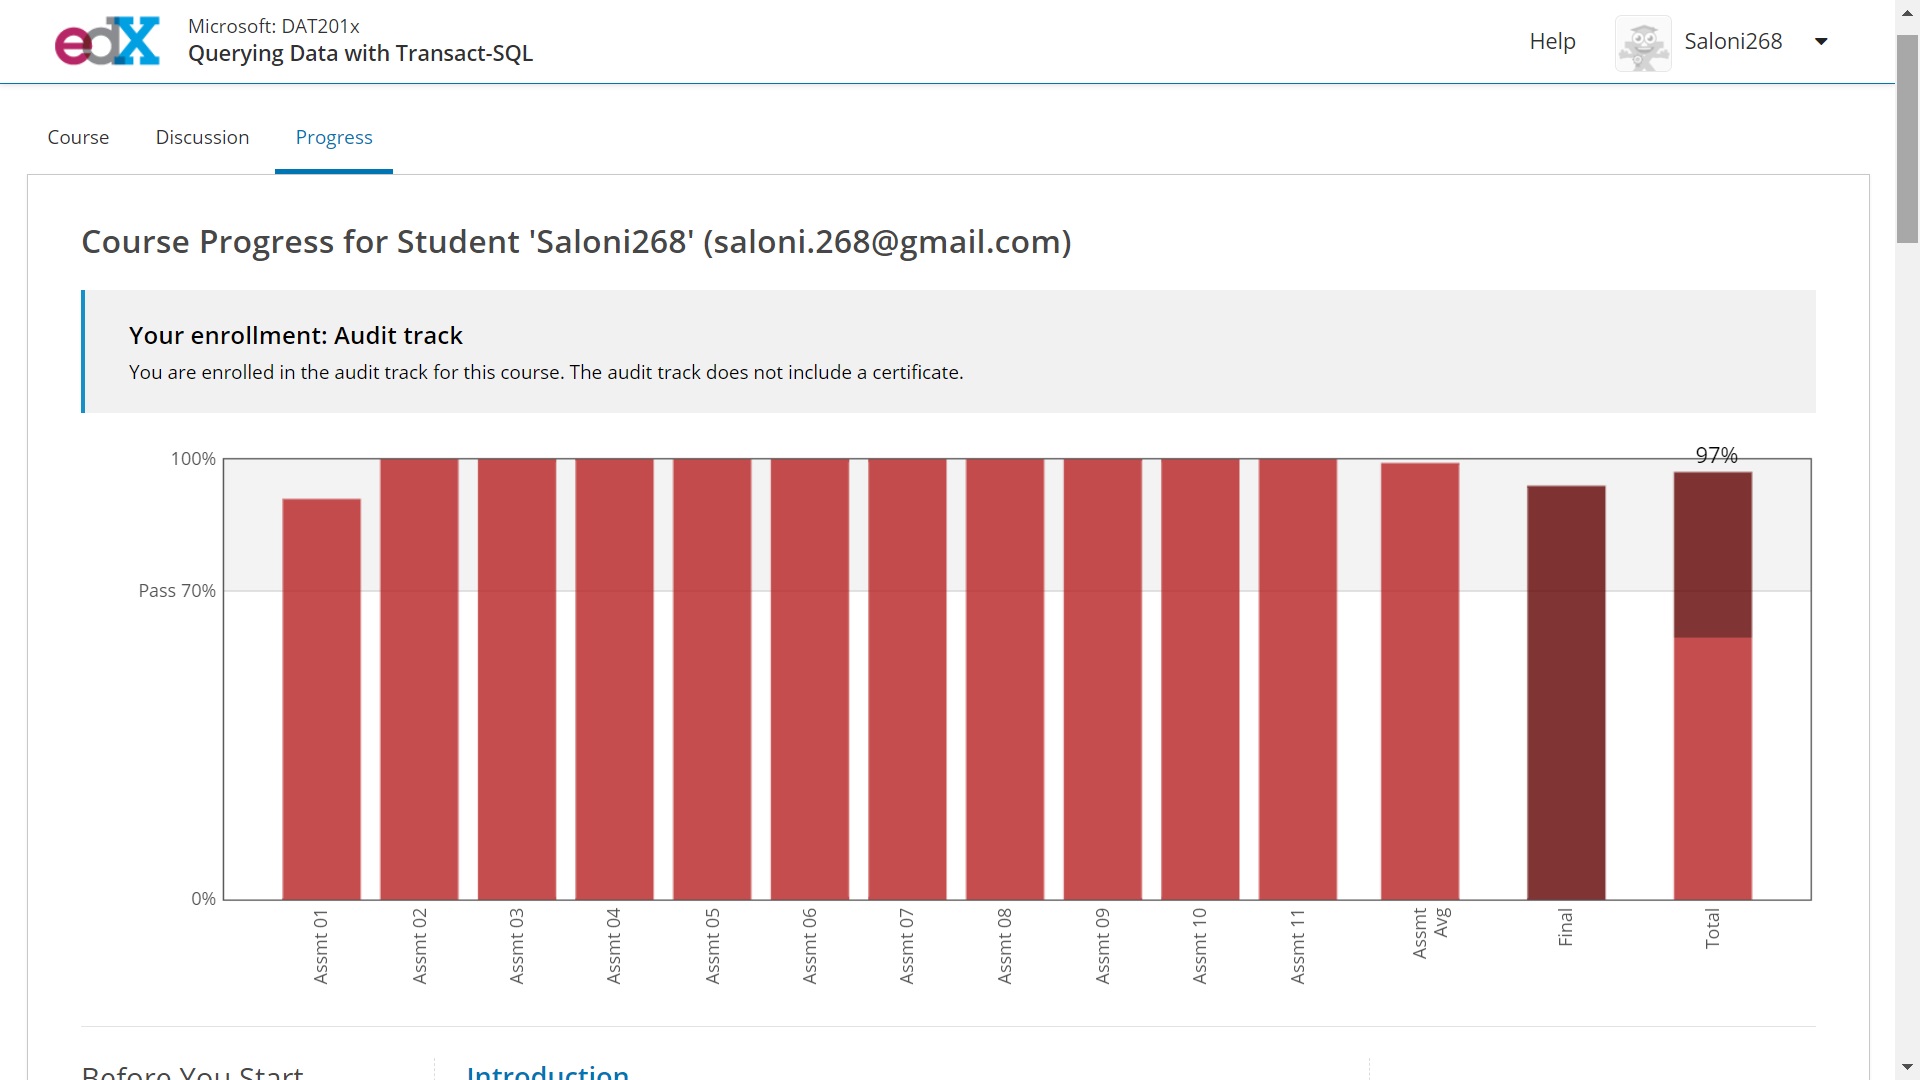 edX
Microsoft: DAT201x
Querying Data with Transact-SQL
Help
Saloni268
Course
Discussion
Progress
Course Progress for Student 'Saloni268' (saloni.268@gmail.com)
Your enrollment: Audit track
You are enrolled in the audit track for this course. The audit track does not include a certificate.
97%
100%
Pass 70%
0%
Assmt 01
Assmt 02
Assmt 03
Assmt 04
Assmt 05
Assmt 06
Assmt 07
Assmt 08
Assmt 09
Assmt 10
Assmt 11
Assmt
Avg
Final
Total
Before You Start
Introduction